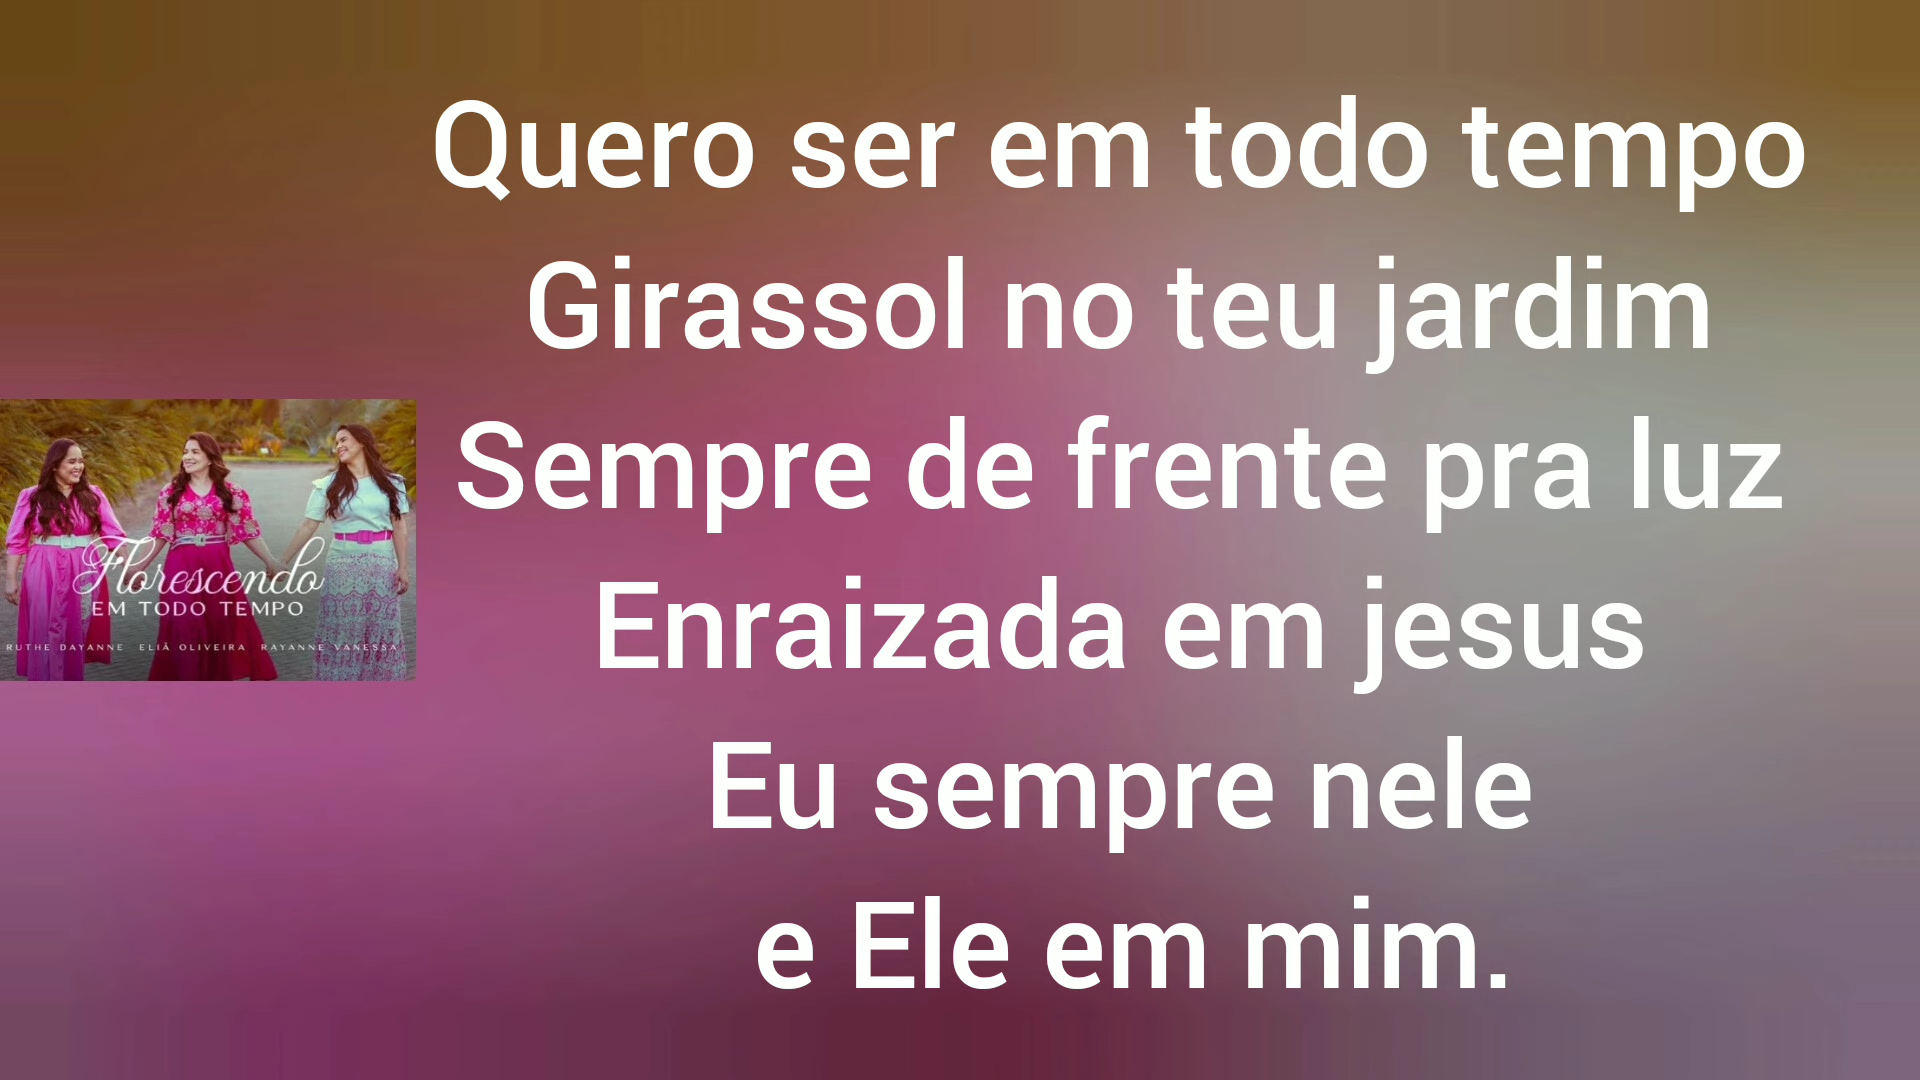 Quero ser em todo tempo
Girassol no teu jardim
Sempre de frente pra luz
Enraizada em jesus
Eu sempre nele
e Ele em mim.
Florescendo
EM TODO TEMPO
RUTHE DAYANNE ELIÃ OLIVEIRA RAYANNE VANESSA